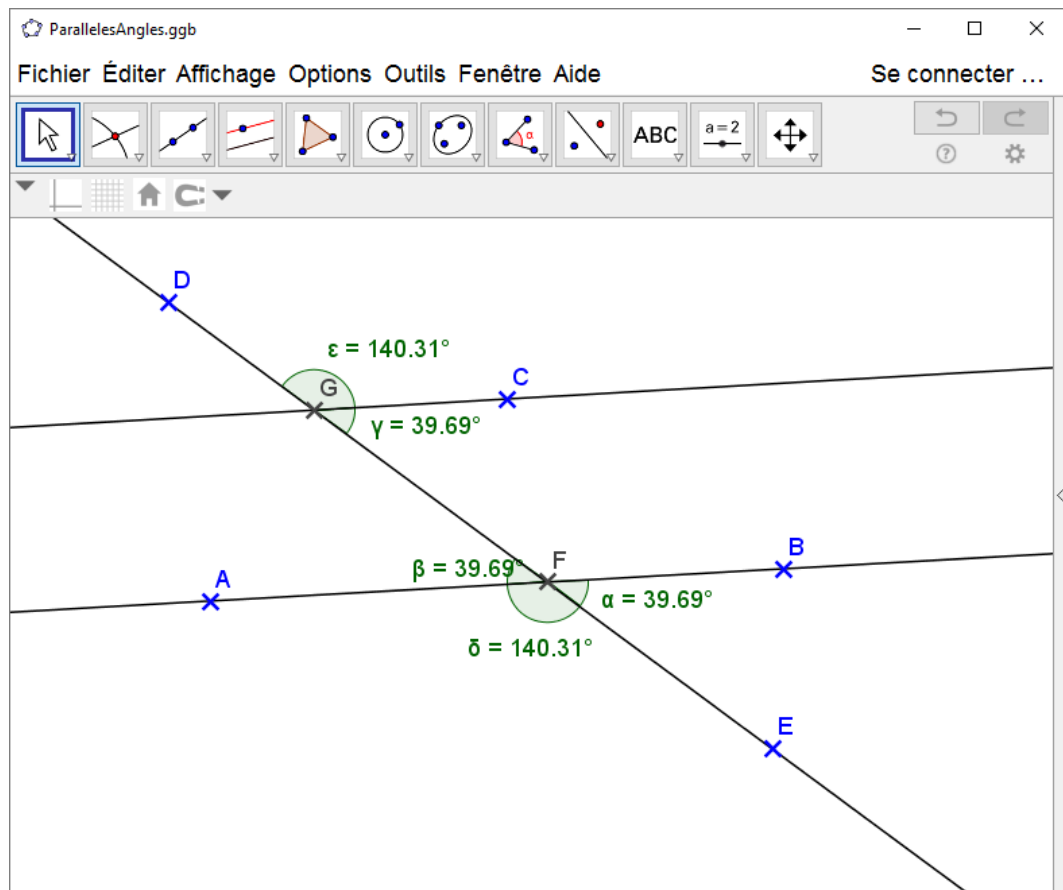 ParallelesAngles.ggb
Fichier Éditer Affichage Options Outils Fenêtre Aide Se connecter ...
α ABC a = 2
D
ε = 140.31°
G
C
γ = 39.69°
F
B
β = 39.69°
A
α = 39.69°
δ = 140.31°
E